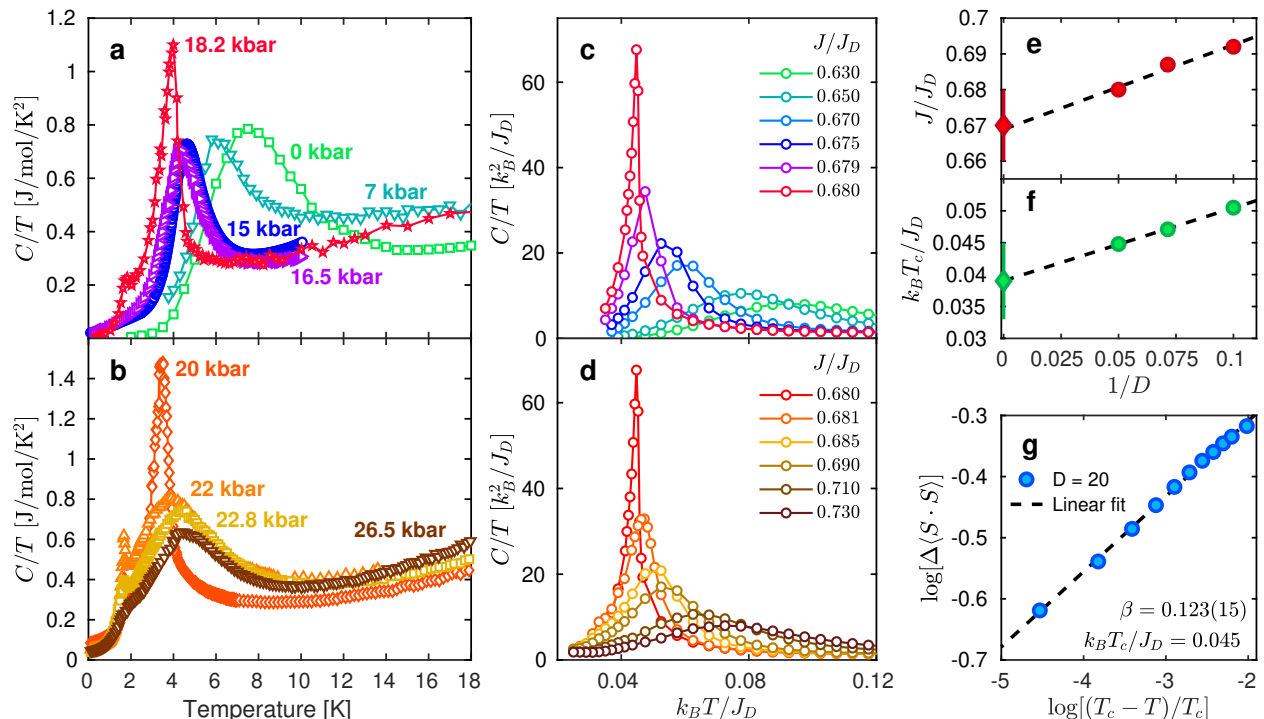 a
18.2 kbar
0 kbar
7 kbar
15 kbar
16.5 kbar
C/T [J/mol/K²]
1.2
1
0.8
0.6
0.4
0.2
b
20 kbar
22 kbar
22.8 kbar
26.5 kbar
C/T [J/mol/K²]
1.4
1.2
1
0.8
0.6
0.4
0.2
0
0 2 4 6 8 10 12 14 16 18
Temperature [K]
c
J/J_D
0.630
0.650
0.670
0.675
0.679
0.680
C/T [k_B²/J_D]
60
40
20
0
d
J/J_D
0.680
0.681
0.685
0.690
0.710
0.730
C/T [k_B²/J_D]
60
40
20
0
0.04 0.08 0.12
k_BT/J_D
e
J/J_D
0.7
0.69
0.68
0.67
0.66
f
k_BT_c/J_D
0.05
0.045
0.04
0.035
0.03
0 0.025 0.05 0.075 0.1
1/D
g
D = 20
Linear fit
β = 0.123(15)
k_BT_c/J_D = 0.045
log[Δ⟨S · S⟩]
-0.3
-0.4
-0.5
-0.6
-0.7
-5 -4 -3 -2
log[(T_c − T)/T_c]